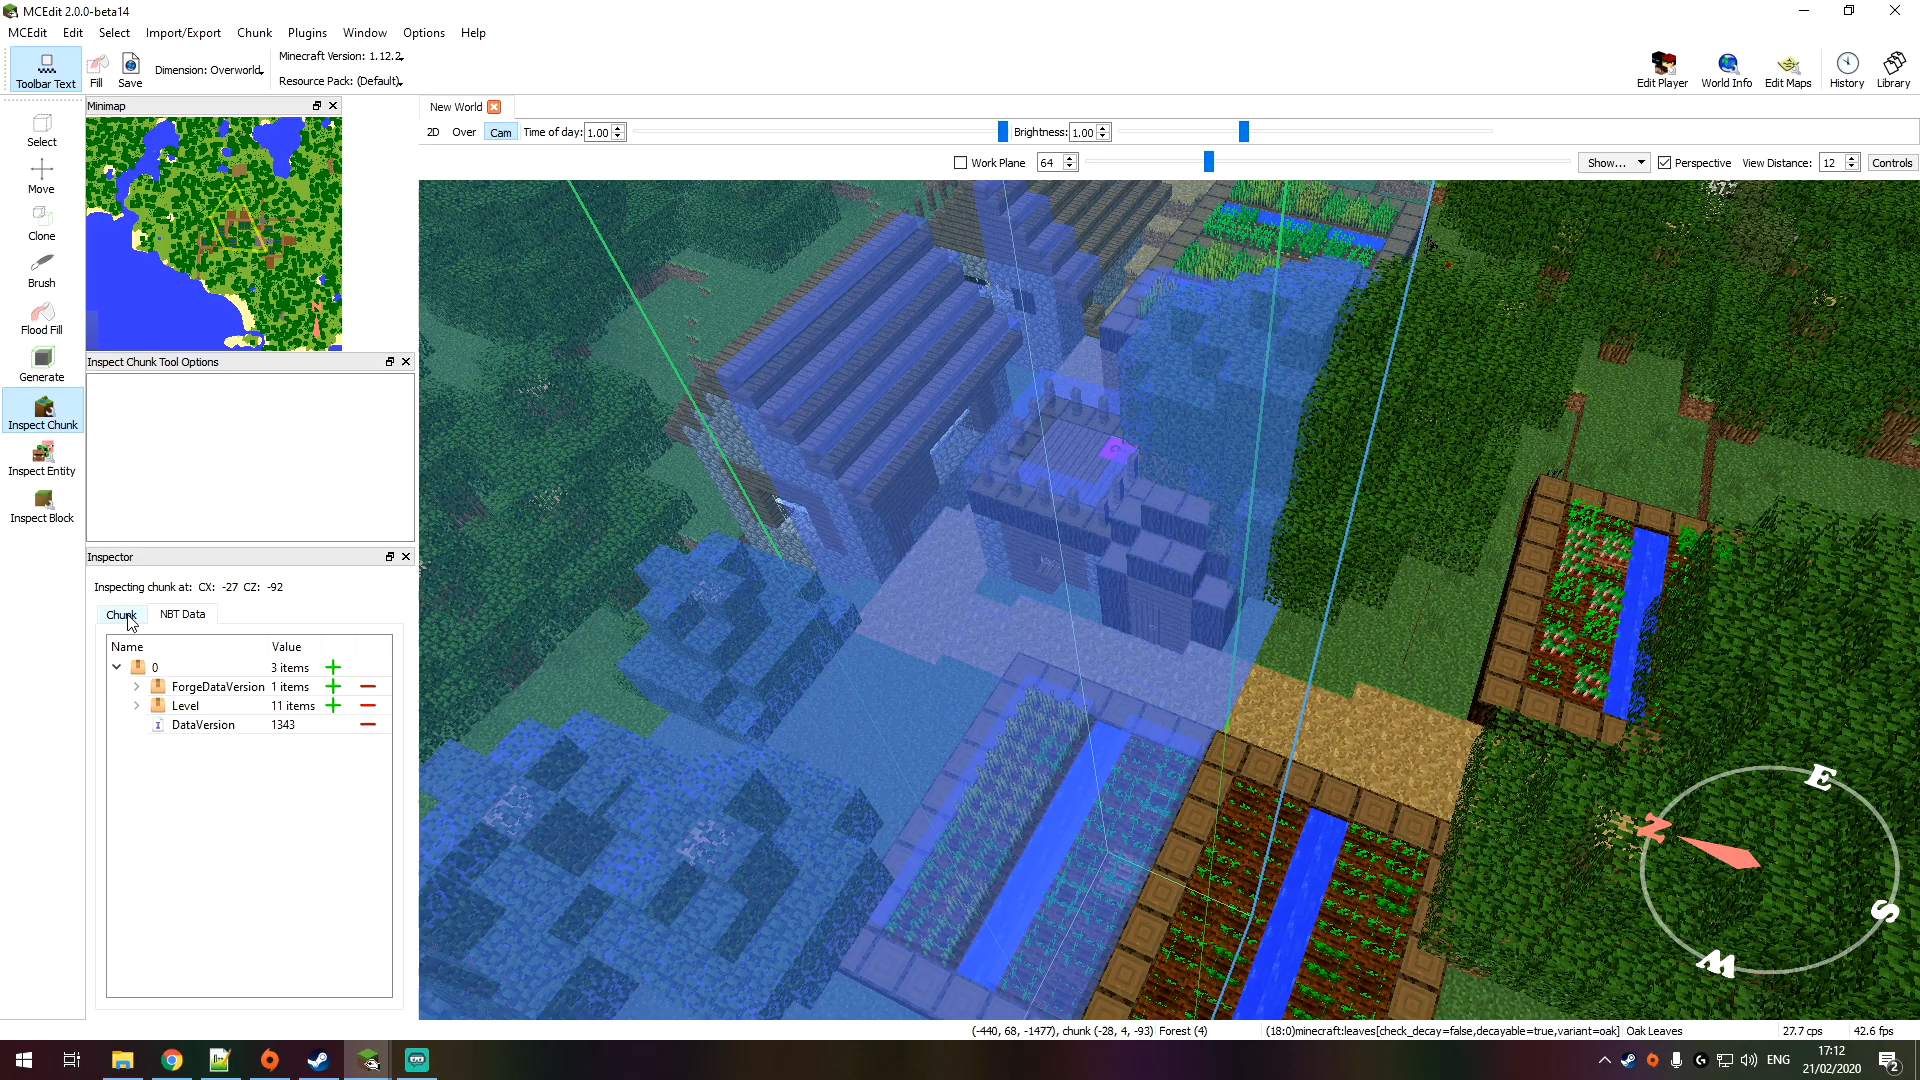 MCEdit 2.0.0-beta14
MCEdit Edit Select Import/Export Chunk Plugins Window Options Help
Toolbar Text Fill Save Dimension: Overworld
Minecraft Version: 1.12.2
Resource Pack: (Default)
Edit Player World Info Edit Maps History Library
Minimap
New World
2D Over Cam Time of day: 1.00 Brightness: 1.00
Work Plane 64 Show... Perspective View Distance: 12 Controls
Select
Move
Clone
Brush
Flood Fill
Generate
Inspect Chunk
Inspect Entity
Inspect Block
Inspect Chunk Tool Options
Inspector
Inspecting chunk at: CX: -27 CZ: -92
Chunk NBT Data
Name Value
0 3 items
ForgeDataVersion 1 items
Level 11 items
DataVersion 1343
N
E
S
W
(-440, 68, -1477), chunk (-28, 4, -93) Forest (4) (18:0)minecraft:leaves[check_decay=false,decayable=true,variant=oak] Oak Leaves 27.7 cps 42.6 fps
ENG
17:12
21/02/2020
2